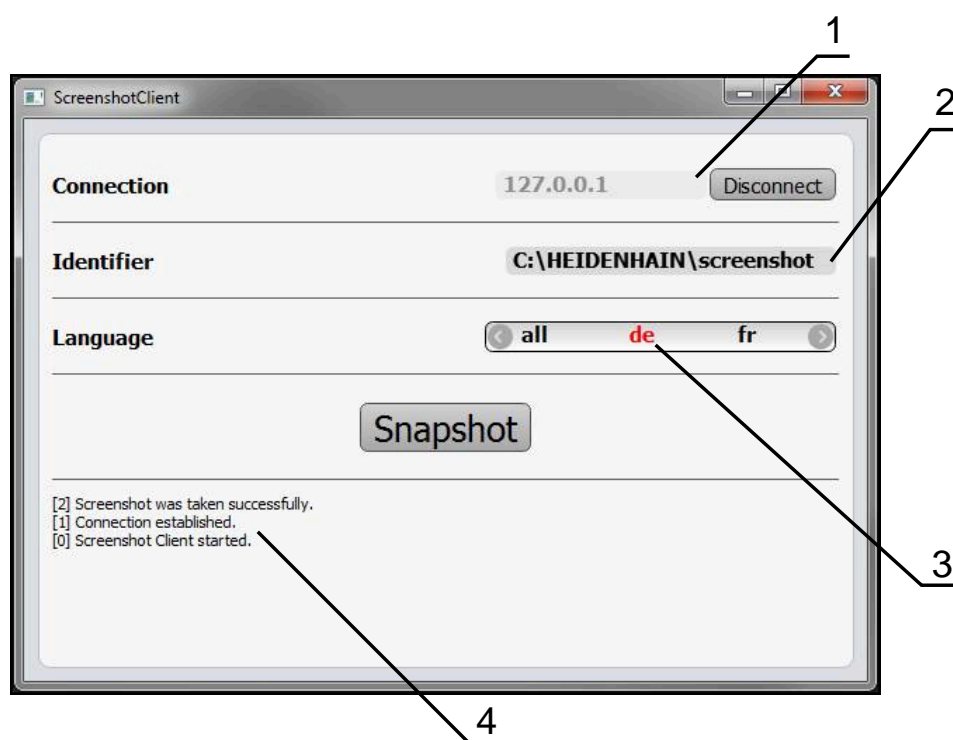 1
ScreenshotClient
2
Connection 127.0.0.1 Disconnect
Identifier C:\HEIDENHAIN\screenshot
Language all de fr
Snapshot
[2] Screenshot was taken successfully.
[1] Connection established.
[0] Screenshot Client started.
3
4